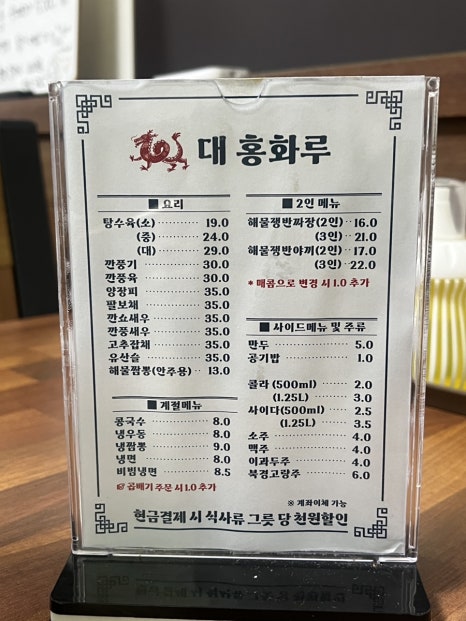 대 홍화루
■ 요리
탕수육(소) 19.0
(중) 24.0
(대) 29.0
깐풍기 30.0
깐풍육 30.0
양장피 35.0
팔보채 35.0
깐쇼새우 35.0
깐풍새우 35.0
고추잡채 35.0
유산슬 35.0
해물짬뽕(안주용) 13.0
■ 계절메뉴
콩국수 8.0
냉우동 8.0
냉짬뽕 9.0
냉면 8.0
비빔냉면 8.5
곱빼기 주문 시 1.0 추가
■ 2인 메뉴
해물쟁반짜장(2인) 16.0
(3인) 21.0
해물쟁반야끼(2인) 17.0
(3인) 22.0
* 매콤으로 변경 시 1.0 추가
■ 사이드메뉴 및 주류
만두 5.0
공기밥 1.0
콜라 (500ml) 2.0
(1.25L) 3.0
사이다(500ml) 2.5
(1.25L) 3.5
소주 4.0
맥주 4.0
이과두주 4.0
북경고량주 6.0
※ 계좌이체 가능
현금결제 시 식사류 그릇 당 천원할인